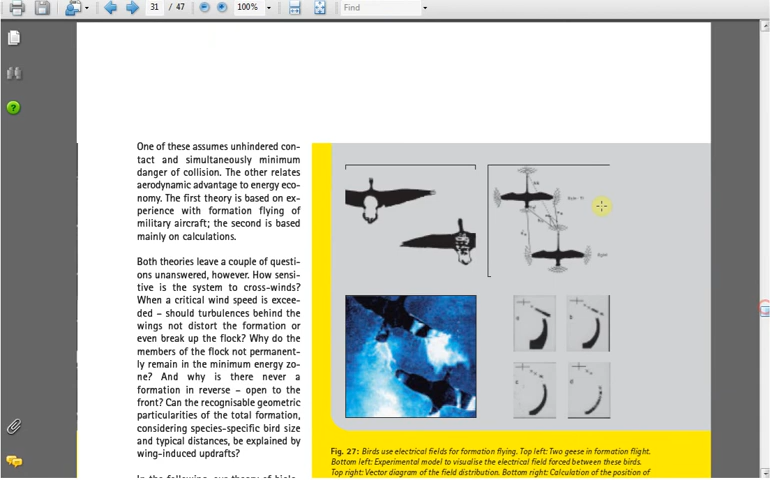 31 / 47
100%
Find
One of these assumes unhindered con-
tact and simultaneously minimum
danger of collision. The other relates
aerodynamic advantage to energy eco-
nomy. The first theory is based on ex-
perience with formation flying of
military aircraft; the second is based
mainly on calculations.
Both theories leave a couple of questi-
ons unanswered, however. How sensi-
tive is the system to cross-winds?
When a critical wind speed is excee-
ded – should turbulences behind the
wings not distort the formation or
even break up the flock? Why do the
members of the flock not permanent-
ly remain in the minimum energy zo-
ne? And why is there never a
formation in reverse – open to the
front? Can the recognisable geometric
particularities of the total formation,
considering species-specific bird size
and typical distances, be explained by
wing-induced updrafts?
Fig. 27: Birds use electrical fields for formation flying. Top left: Two geese in formation flight.
Bottom left: Experimental model to visualise the electrical field forced between these birds.
Top right: Vector diagram of the field distribution. Bottom right: Calculation of the position of